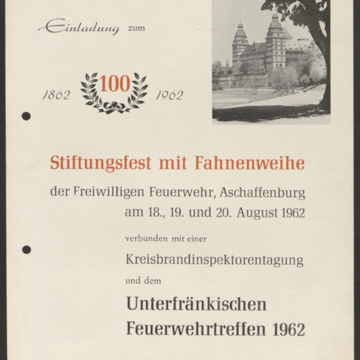 Einladung zum
1862 100 1962
Stiftungsfest mit Fahnenweihe
der Freiwilligen Feuerwehr, Aschaffenburg
am 18., 19. und 20. August 1962
verbunden mit einer
Kreisbrandinspektorentagung
und dem
Unterfränkischen
Feuerwehrtreffen 1962